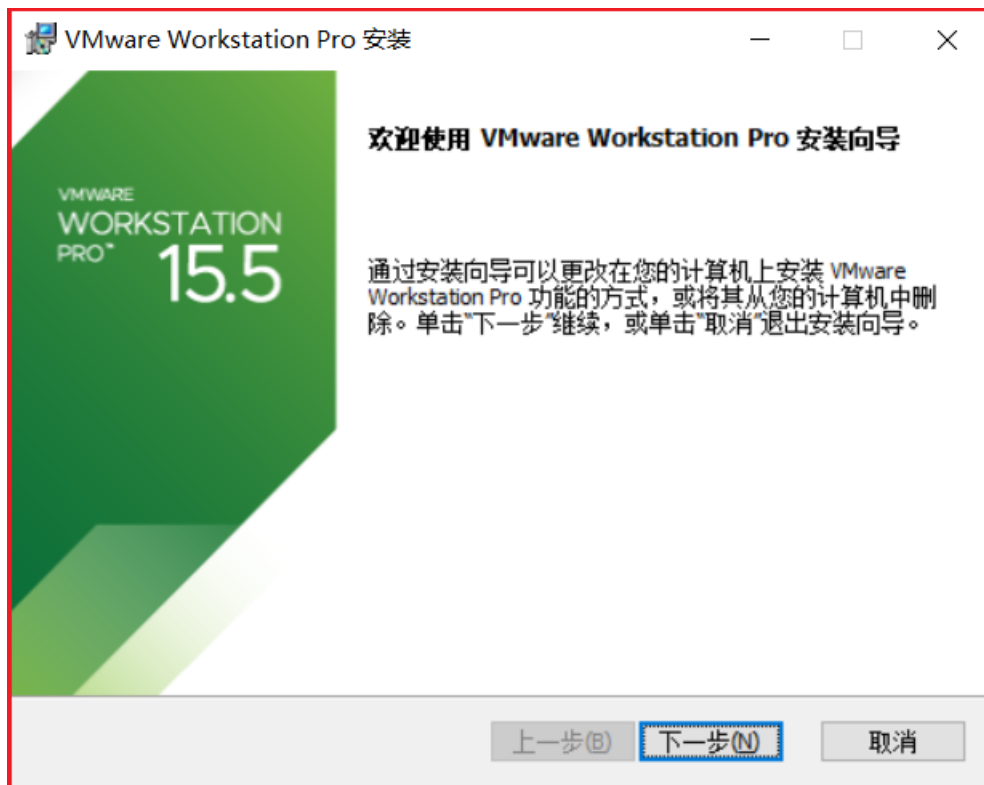 VMware Workstation Pro 安装
欢迎使用 VMware Workstation Pro 安装向导
VMWARE
WORKSTATION
PRO™ 15.5
通过安装向导可以更改在您的计算机上安装 VMware
Workstation Pro 功能的方式，或将其从您的计算机中删
除。单击"下一步"继续，或单击"取消"退出安装向导。
上一步(B) 下一步(N) 取消